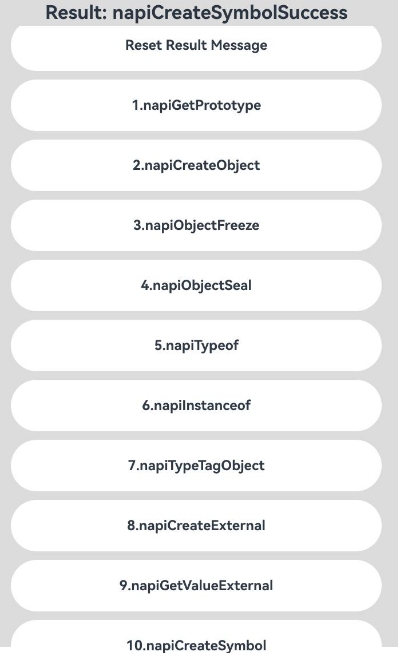 Result: napiCreateSymbolSuccess
Reset Result Message
1.napiGetPrototype
2.napiCreateObject
3.napiObjectFreeze
4.napiObjectSeal
5.napiTypeof
6.napiInstanceof
7.napiTypeTagObject
8.napiCreateExternal
9.napiGetValueExternal
10.napiCreateSymbol